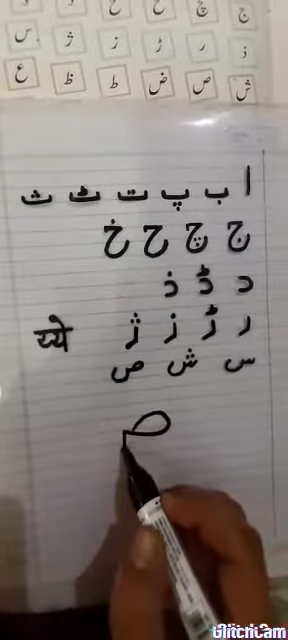 ج چ ح خ
ذ ر ڑ ز ژ س
ش ص ض ط ظ ع
ا ب پ ت ٹ ث
ج چ ح خ
د ڈ ذ
ر ڑ ز ژ य्ये
س ش ص
GlitchCam